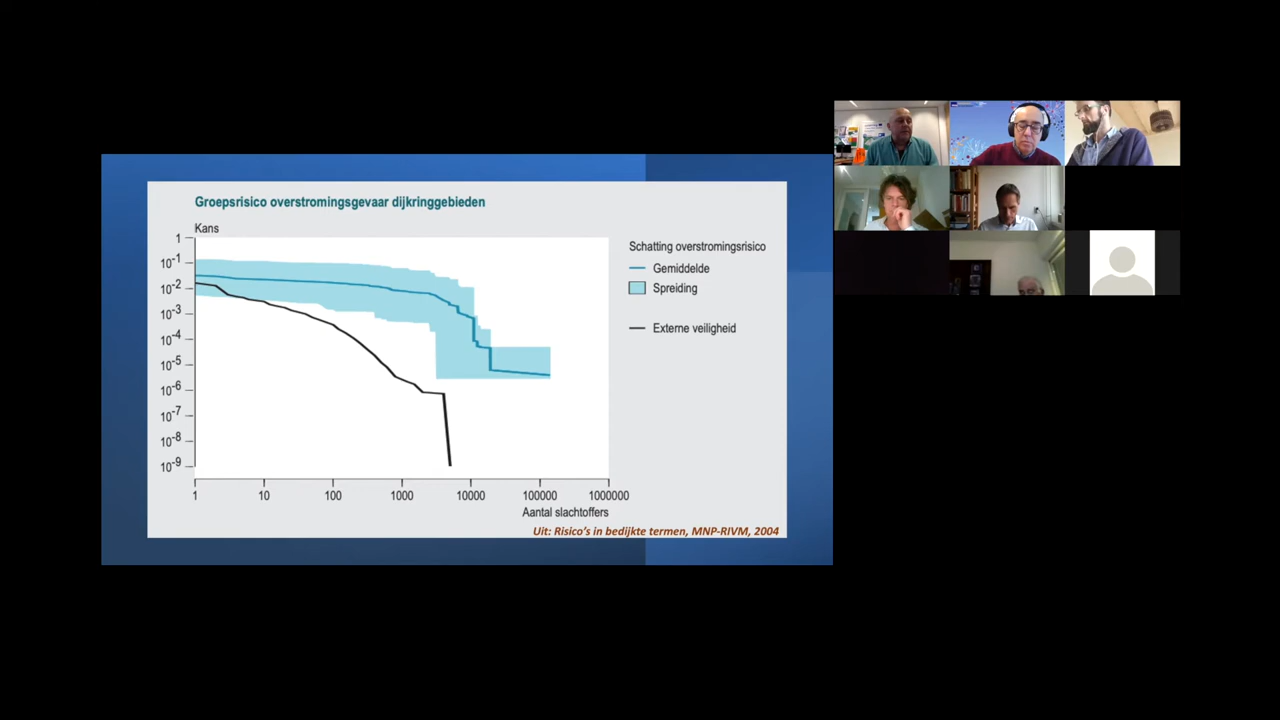 Groepsrisico overstromingsgevaar dijkringgebieden
Kans
1
10-1
10-2
10-3
10-4
10-5
10-6
10-7
10-8
10-9
1 10 100 1000 10000 100000 1000000
Aantal slachtoffers
Schatting overstromingsrisico
Gemiddelde
Spreiding
Externe veiligheid
Uit: Risico's in bedijkte termen, MNP-RIVM, 2004